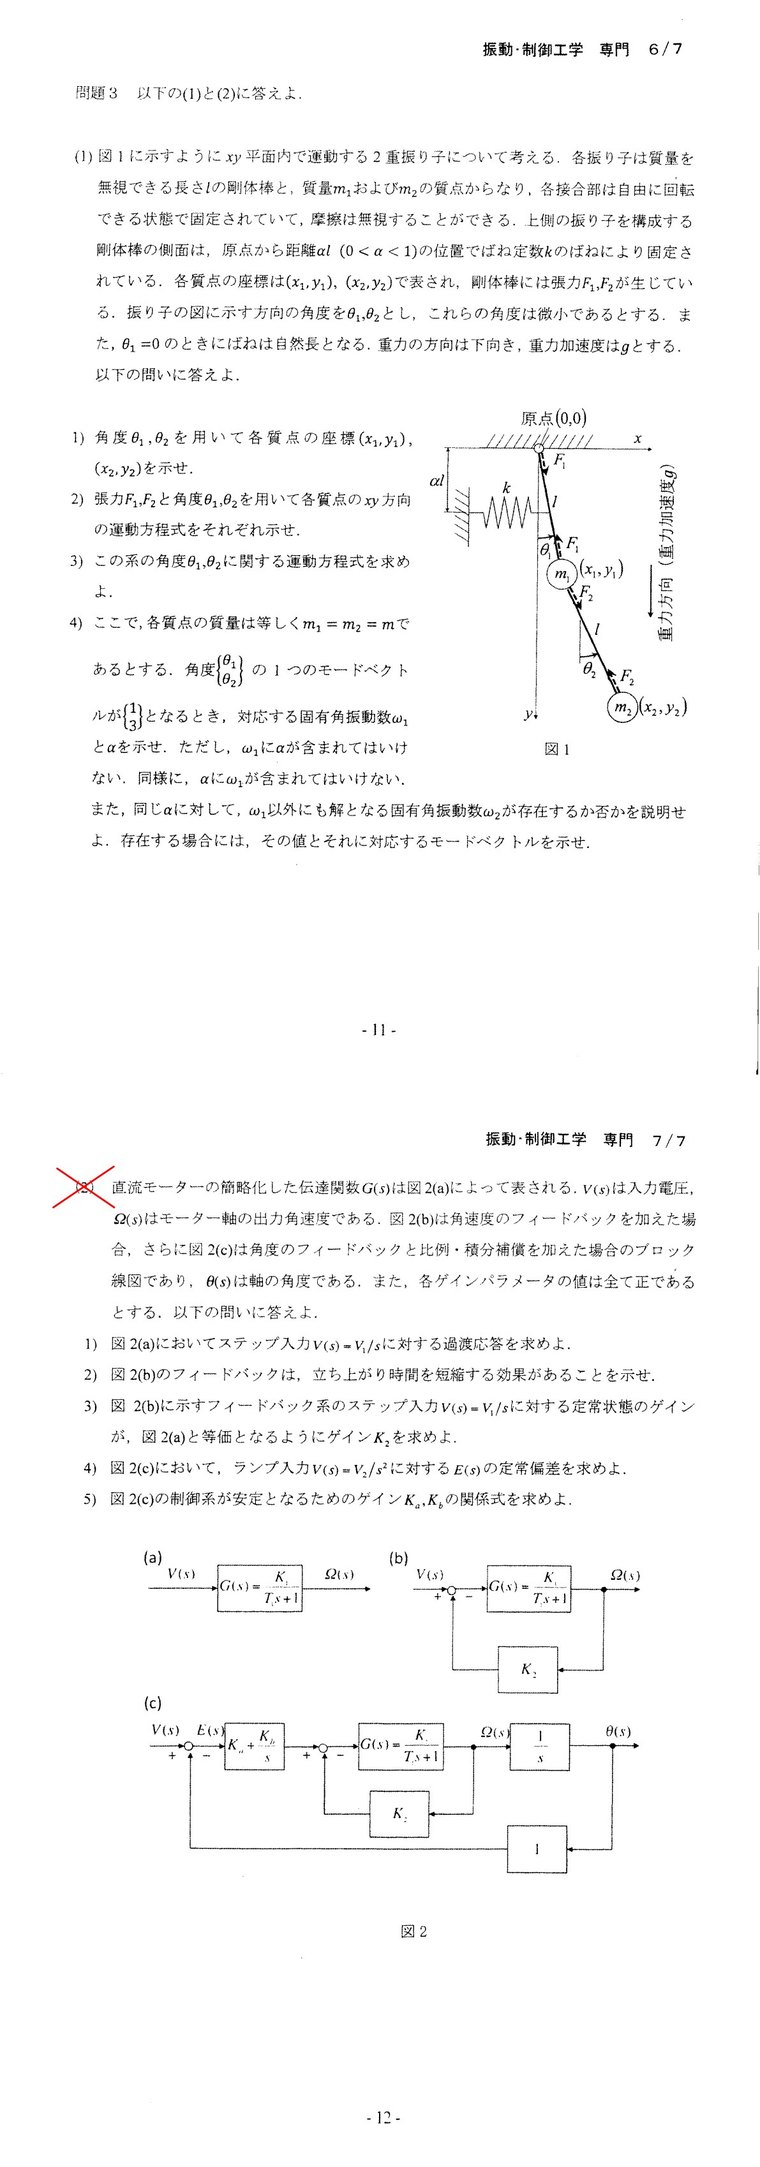 振動・制御工学　専門　6/7
問題３　以下の(1)と(2)に答えよ．
(1) 図１に示すようにxy平面内で運動する２重振り子について考える．各振り子は質量を
無視できる長さlの剛体棒と，質量m₁およびm₂の質点からなり，各接合部は自由に回転
できる状態で固定されていて，摩擦は無視することができる．上側の振り子を構成する
剛体棒の側面は，原点から距離αl（0 < α < 1)の位置でばね定数kのばねにより固定さ
れている．各質点の座標は(x₁,y₁)，(x₂,y₂)で表され，剛体棒には張力F₁,F₂が生じてい
る．振り子の図に示す方向の角度をθ₁,θ₂とし，これらの角度は微小であるとする．ま
た，θ₁ =0 のときにばねは自然長となる．重力の方向は下向き，重力加速度はgとする．
以下の問いに答えよ．
1) 角度θ₁,θ₂を用いて各質点の座標(x₁,y₁)，
(x₂,y₂)を示せ．
2) 張力F₁,F₂と角度θ₁,θ₂を用いて各質点のxy方向
の運動方程式をそれぞれ示せ．
3) この系の角度θ₁,θ₂に関する運動方程式を求め
よ．
4) ここで，各質点の質量は等しくm₁ = m₂ = mで
あるとする．角度{θ₁ θ₂}の１つのモードベクト
ルが{1 3}となるとき，対応する固有角振動数ω₁
とαを示せ．ただし，ω₁にαが含まれてはいけ
ない．同様に，αにω₁が含まれてはいけない．
また，同じαに対して，ω₁以外にも解となる固有角振動数ω₂が存在するか否かを説明せ
よ．存在する場合には，その値とそれに対応するモードベクトルを示せ．
原点(0,0)
x
F₁
αl
k
l
θ₁
F₁
m₁
(x₁,y₁)
F₂
l
θ₂
F₂
m₂
(x₂,y₂)
y
重力方向（重力加速度g）
図１
- 11 -
振動・制御工学　専門　7/7
(2) 直流モーターの簡略化した伝達関数G(s)は図2(a)によって表される．V(s)は入力電圧，
Ω(s)はモーター軸の出力角速度である．図2(b)は角速度のフィードバックを加えた場
合，さらに図2(c)は角度のフィードバックと比例・積分補償を加えた場合のブロック
線図であり，θ(s)は軸の角度である．また，各ゲインパラメータの値は全て正である
とする．以下の問いに答えよ．
1) 図2(a)においてステップ入力V(s)=V₁/sに対する過渡応答を求めよ．
2) 図2(b)のフィードバックは，立ち上がり時間を短縮する効果があることを示せ．
3) 図 2(b)に示すフィードバック系のステップ入力V(s)=V₁/sに対する定常状態のゲイン
が，図2(a)と等価となるようにゲインK₂を求めよ．
4) 図2(c)において，ランプ入力V(s)=V₂/s²に対するE(s)の定常偏差を求めよ．
5) 図2(c)の制御系が安定となるためのゲインKₐ,K_bの関係式を求めよ．
(a)
V(s)
G(s) = K₁/(T₁s+1)
Ω(s)
(b)
V(s)
+
−
G(s) = K₁/(T₁s+1)
Ω(s)
K₂
(c)
V(s)
+
−
E(s)
Kₐ + K_b/s
+
−
G(s) = K₁/(T₁s+1)
Ω(s)
1/s
θ(s)
K₂
1
図２
- 12 -